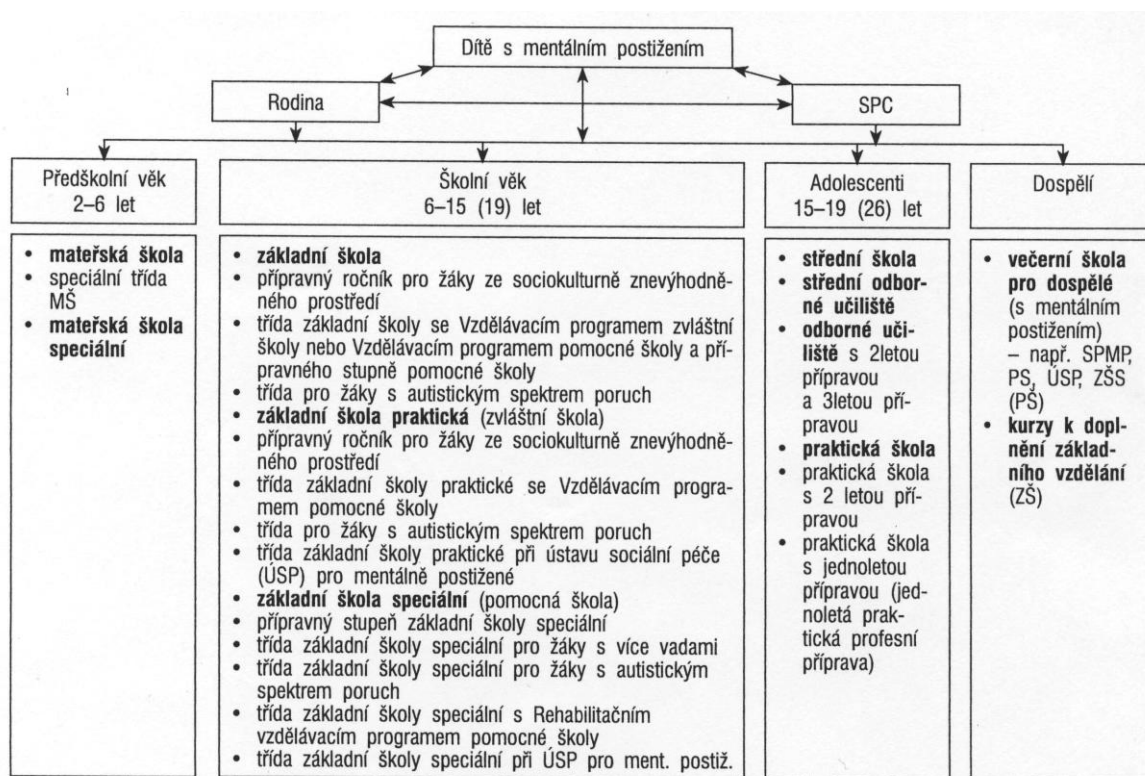 Dítě s mentálním postižením
Rodina
SPC
Předškolní věk
2–6 let
Školní věk
6–15 (19) let
Adolescenti
15–19 (26) let
Dospělí
• mateřská škola
• speciální třída
MŠ
• mateřská škola
speciální
• základní škola
• přípravný ročník pro žáky ze sociokulturně znevýhodně-
ného prostředí
• třída základní školy se Vzdělávacím programem zvláštní
školy nebo Vzdělávacím programem pomocné školy a pří-
pravného stupně pomocné školy
• třída pro žáky s autistickým spektrem poruch
• základní škola praktická (zvláštní škola)
• přípravný ročník pro žáky ze sociokulturně znevýhodně-
ného prostředí
• třída základní školy praktické se Vzdělávacím progra-
mem pomocné školy
• třída pro žáky s autistickým spektrem poruch
• třída základní školy praktické při ústavu sociální péče
(ÚSP) pro mentálně postižené
• základní škola speciální (pomocná škola)
• přípravný stupeň základní školy speciální
• třída základní školy speciální pro žáky s více vadami
• třída základní školy speciální pro žáky s autistickým
spektrem poruch
• třída základní školy speciální s Rehabilitačním
vzdělávacím programem pomocné školy
• třída základní školy speciální při ÚSP pro ment. postiž.
• střední škola
• střední odbor-
né učiliště
• odborné uči-
liště s 2letou
přípravou
a 3letou pří-
pravou
• praktická škola
• praktická škola
s 2 letou pří-
pravou
• praktická škola
s jednoletou
přípravou (jed-
noletá prak-
tická profesní
příprava)
• večerní škola
pro dospělé
(s mentálním
postižením)
– např. SPMP,
PS, ÚSP, ZŠS
(PŠ)
• kurzy k dopl-
nění základ-
ního vzdělání
(ZŠ)